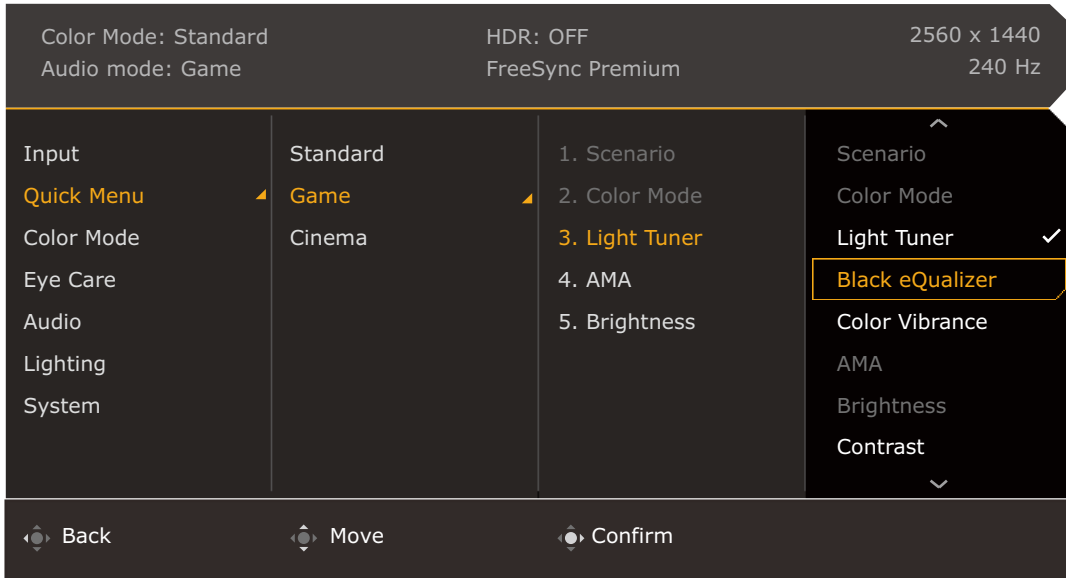 Color Mode: Standard
HDR: OFF
2560 x 1440
Audio mode: Game
FreeSync Premium
240 Hz
Input
Quick Menu
Color Mode
Eye Care
Audio
Lighting
System
Standard
Game
Cinema
1. Scenario
2. Color Mode
3. Light Tuner
4. AMA
5. Brightness
Scenario
Color Mode
Light Tuner
Black eQualizer
Color Vibrance
AMA
Brightness
Contrast
Back
Move
Confirm